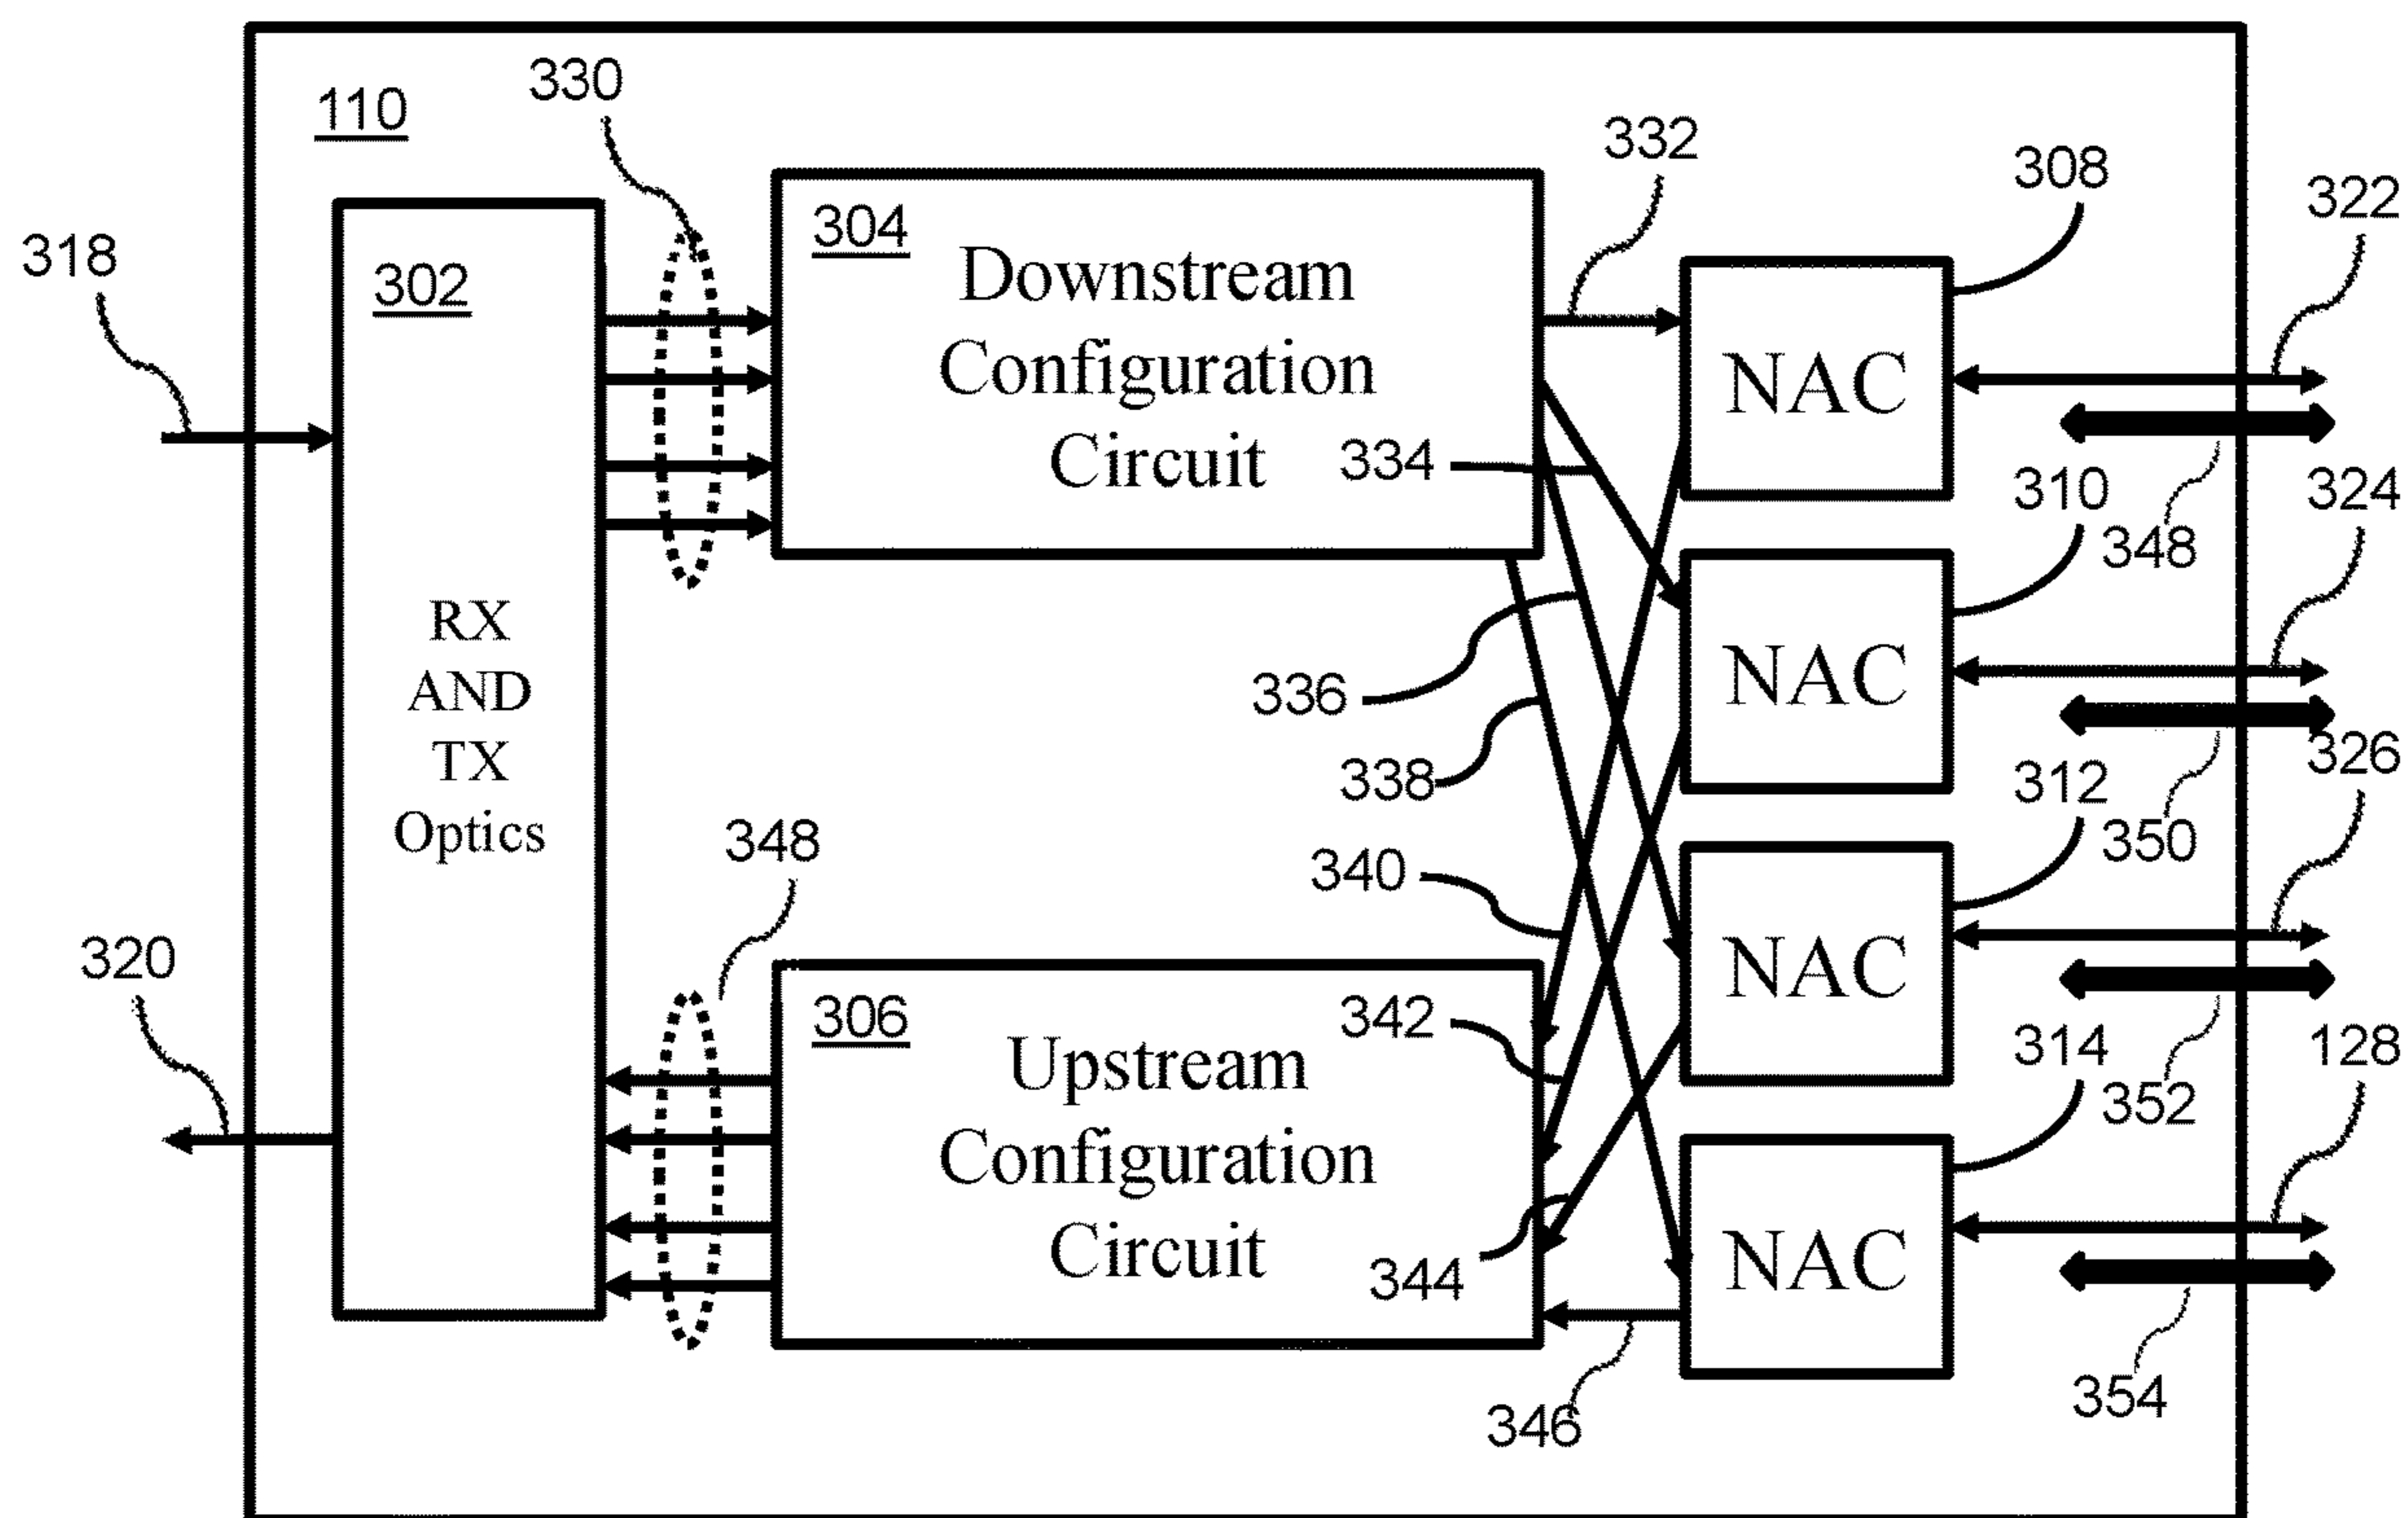 110
330
332
308
322
318
302
304
Downstream
Configuration
Circuit
334
NAC
310
324
348
RX
AND
TX
Optics
336
338
NAC
312
326
350
348
340
320
306
342
Upstream
Configuration
Circuit
344
NAC
314
128
352
NAC
346
354